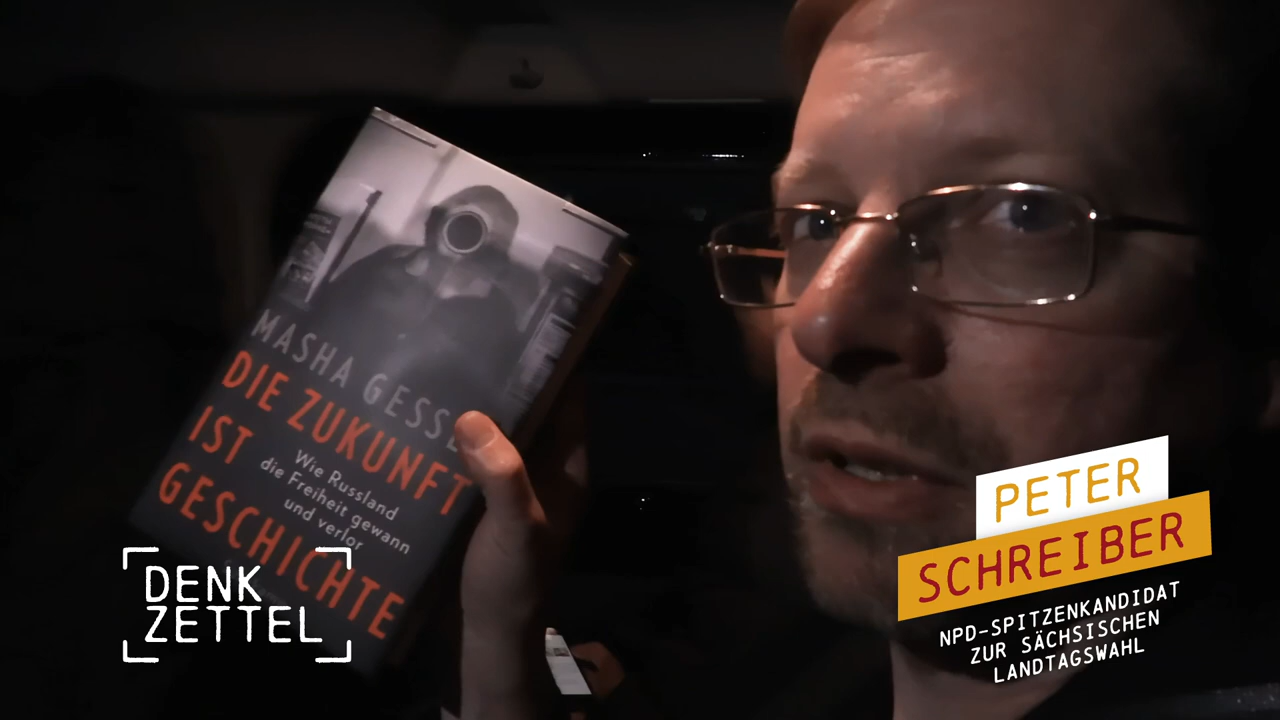 MASHA GESSE
DIE ZUKUNFT
IST
GESCHICHTE
Wie Russland
die Freiheit gewann
und verlor
DENK
ZETTEL
PETER
SCHREIBER
NPD-SPITZENKANDIDAT
ZUR SÄCHSISCHEN
LANDTAGSWAHL